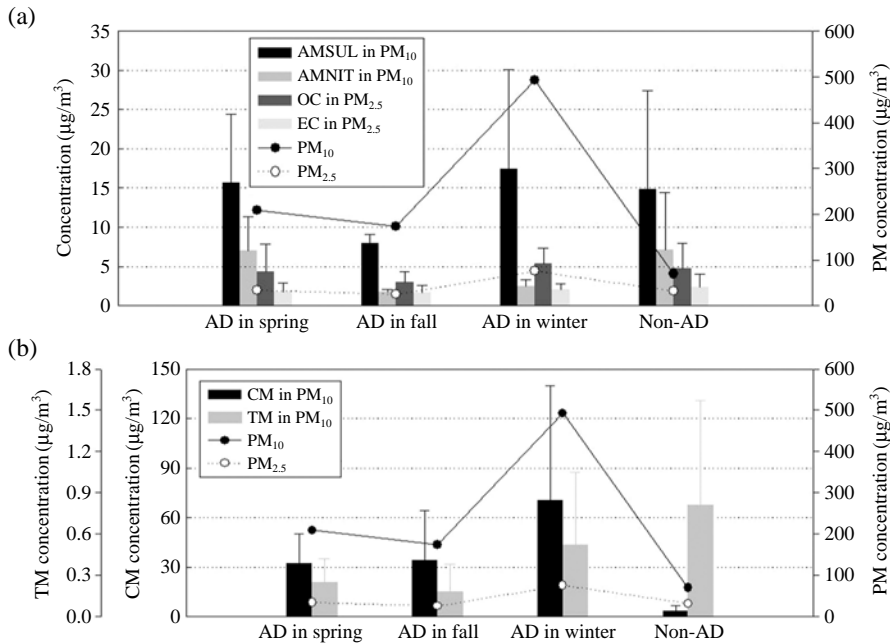 (a)
Concentration (µg/m³)
35
30
25
20
15
10
5
0
AMSUL in PM₁₀
AMNIT in PM₁₀
OC in PM₂.₅
EC in PM₂.₅
PM₁₀
PM₂.₅
600
500
400
300
200
100
0
PM concentration (µg/m³)
AD in spring
AD in fall
AD in winter
Non-AD
(b)
TM concentration (µg/m³)
1.8
1.5
1.2
0.9
0.6
0.3
0.0
CM concentration (µg/m³)
150
120
90
60
30
0
CM in PM₁₀
TM in PM₁₀
PM₁₀
PM₂.₅
600
500
400
300
200
100
0
PM concentration (µg/m³)
AD in spring
AD in fall
AD in winter
Non-AD